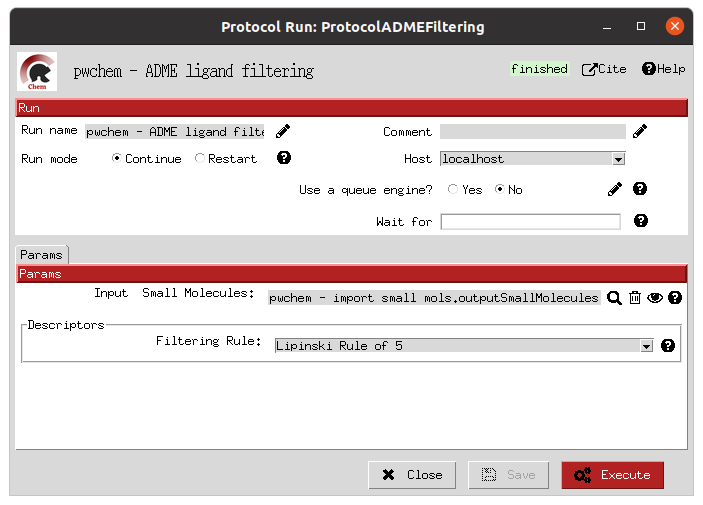 Protocol Run: ProtocolADMEFiltering
Chem
pwchem - ADME ligand filtering
finished
Cite
Help
Run
Run name
pwchem - ADME ligand filte
Comment
Run mode
Continue
Restart
Host
localhost
Use a queue engine?
Yes
No
Wait for
Params
Params
Input Small Molecules:
pwchem - import small mols.outputSmallMolecules
Descriptors
Filtering Rule:
Lipinski Rule of 5
Close
Save
Execute